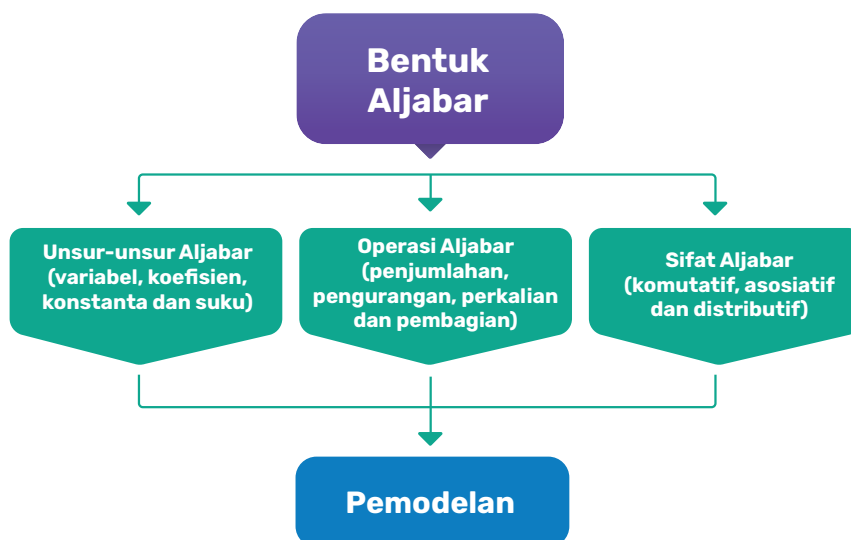 Bentuk
Aljabar
Unsur-unsur Aljabar
(variabel, koefisien,
konstanta dan suku)
Operasi Aljabar
(penjumlahan,
pengurangan, perkalian
dan pembagian)
Sifat Aljabar
(komutatif, asosiatif
dan distributif)
Pemodelan